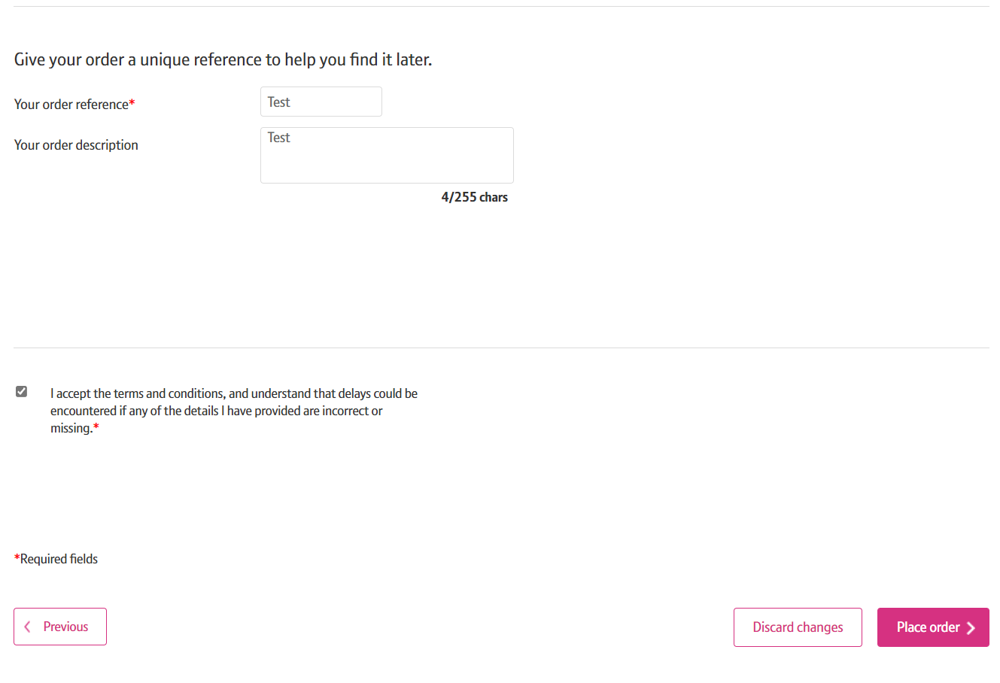 Give your order a unique reference to help you find it later.
Your order reference*
Test
Your order description
Test
4/255 chars
I accept the terms and conditions, and understand that delays could be
encountered if any of the details I have provided are incorrect or
missing.*
*Required fields
Previous
Discard changes
Place order